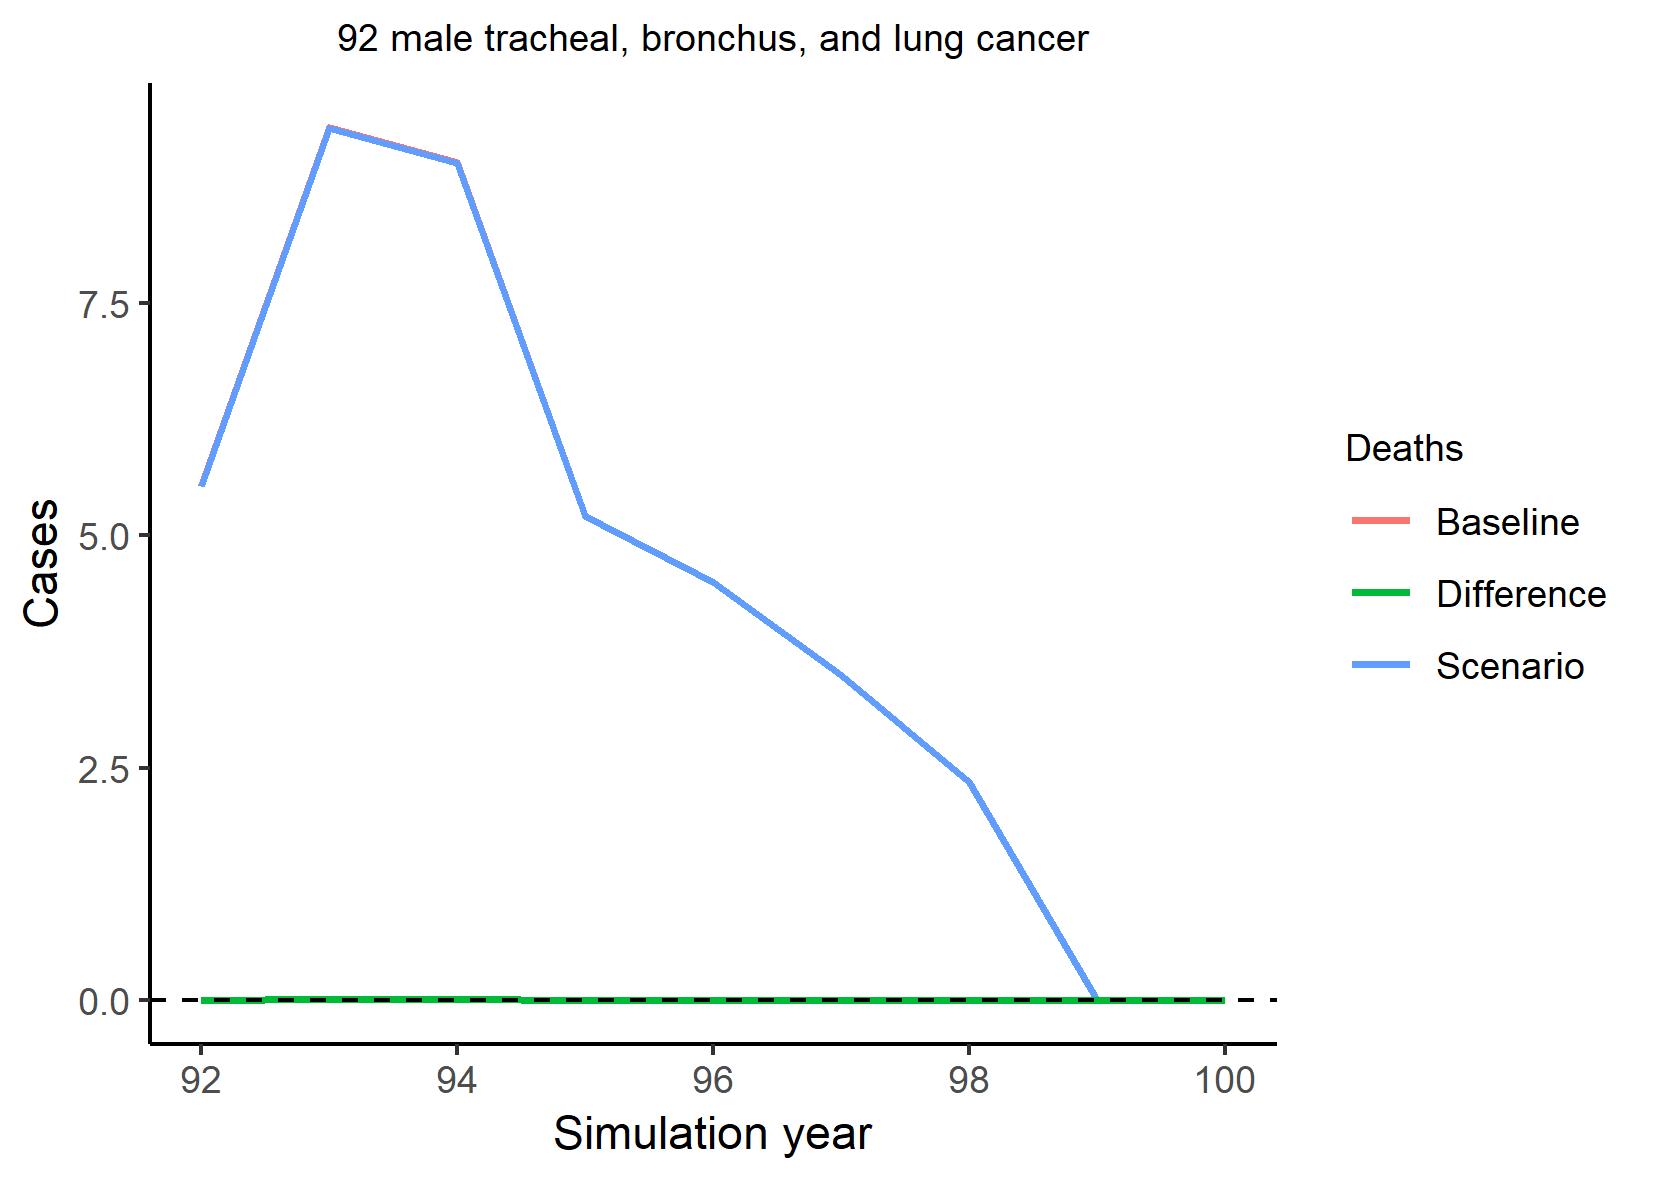 92 male tracheal, bronchus, and lung cancer
Cases
7.5
5.0
2.5
0.0
92 94 96 98 100
Simulation year
Deaths
Baseline
Difference
Scenario